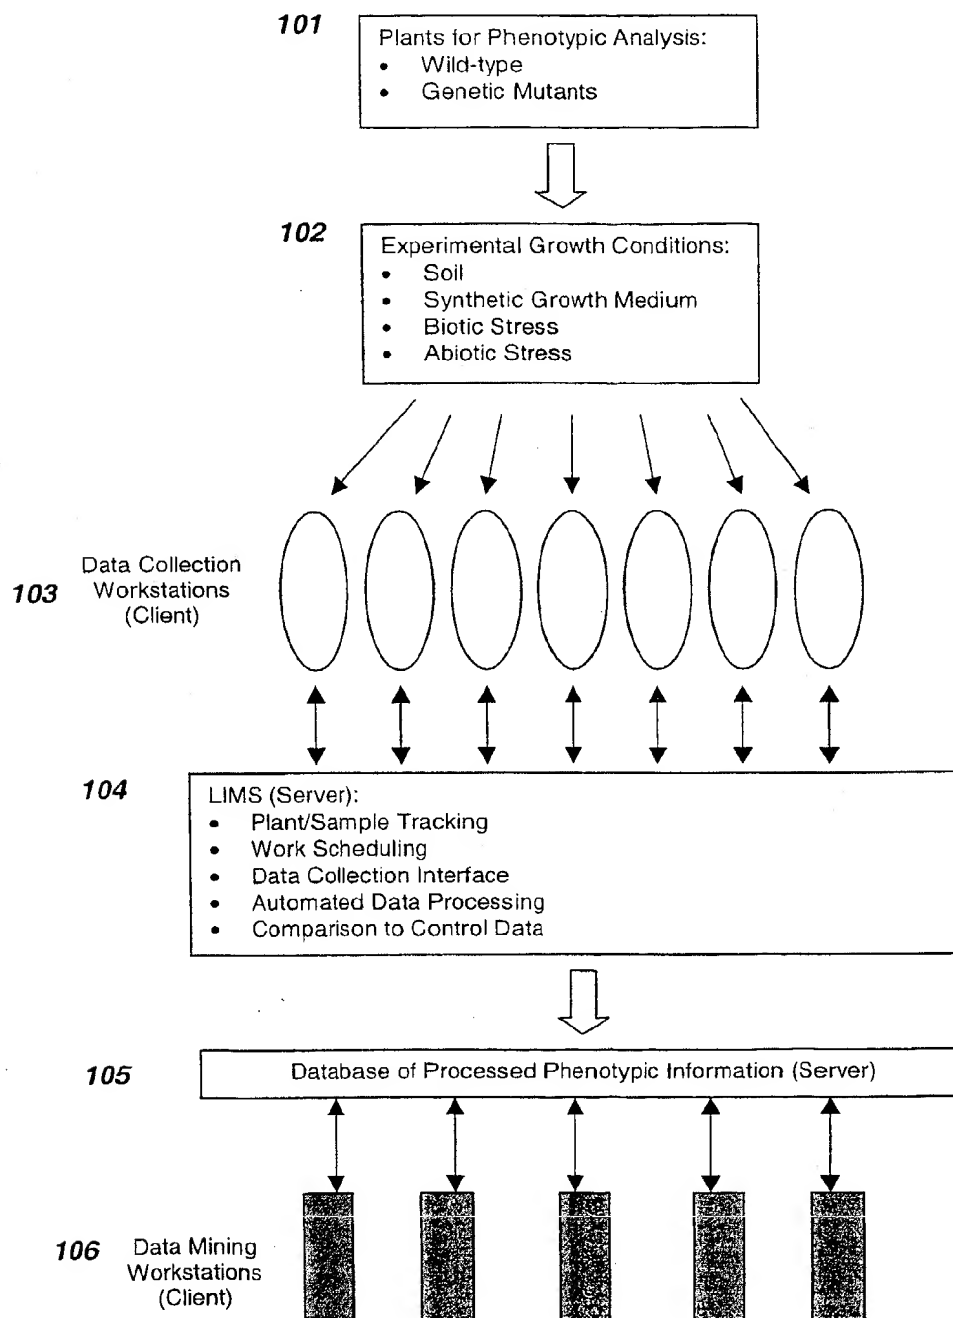 101
Plants for Phenotypic Analysis:
• Wild-type
• Genetic Mutants
102
Experimental Growth Conditions:
• Soil
• Synthetic Growth Medium
• Biotic Stress
• Abiotic Stress
103
Data Collection
Workstations
(Client)
104
LIMS (Server):
• Plant/Sample Tracking
• Work Scheduling
• Data Collection Interface
• Automated Data Processing
• Comparison to Control Data
105
Database of Processed Phenotypic Information (Server)
106
Data Mining
Workstations
(Client)